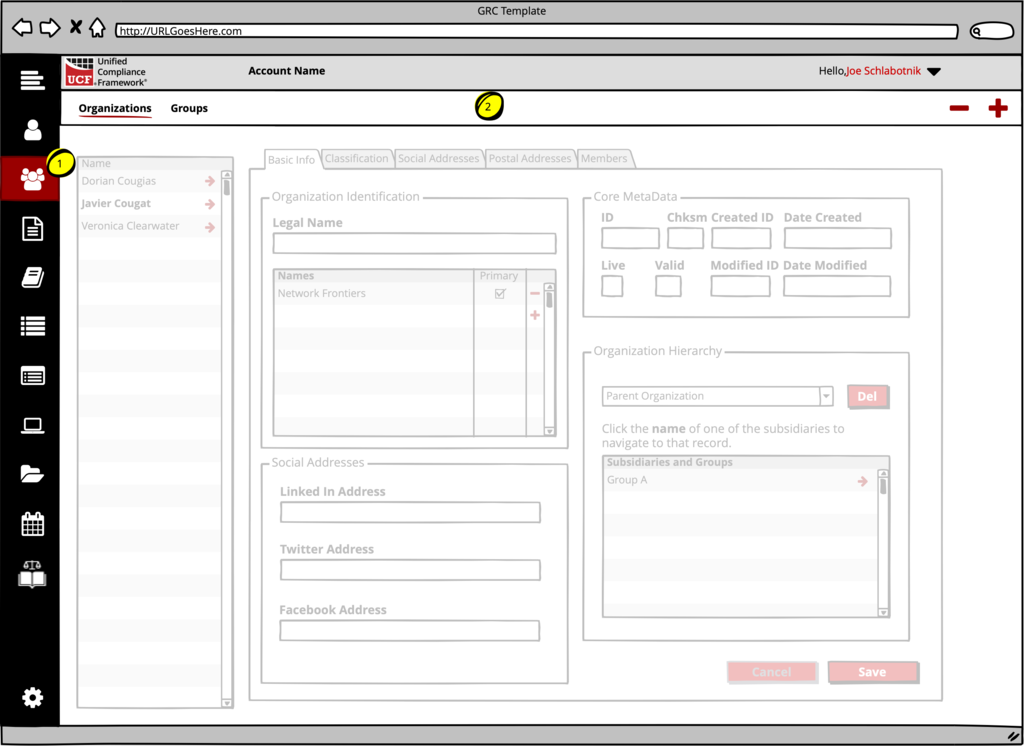 GRC Template
http://URLGoesHere.com
UCF Unified Compliance Framework®
Account Name
Hello, Joe Schlabotnik
Organizations
Groups
2
1
Name
Dorian Cougias
Javier Cougat
Veronica Clearwater
Basic Info
Classification
Social Addresses
Postal Addresses
Members
Organization Identification
Legal Name
Names Primary
Network Frontiers
Social Addresses
Linked In Address
Twitter Address
Facebook Address
Core MetaData
ID Chksm Created ID Date Created
Live Valid Modified ID Date Modified
Organization Hierarchy
Parent Organization
Del
Click the name of one of the subsidiaries to
navigate to that record.
Subsidiaries and Groups
Group A
Cancel
Save